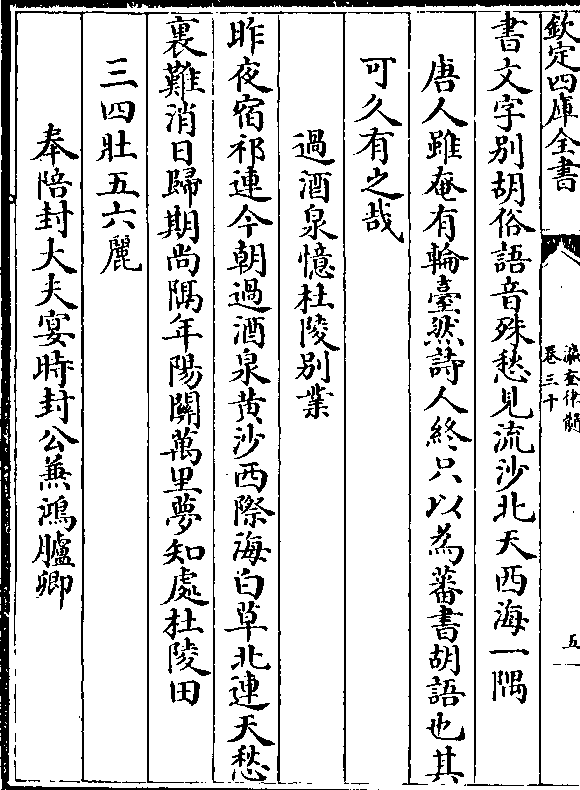 欽定四庫全書
瀛奎律髓
卷三十
五
書文字別胡俗語音殊愁見流沙北天西海一隅
唐人雖奄有輪臺然詩人終只以為蕃書胡語也其
可久有之哉
過酒泉憶杜陵別業
昨夜宿祁連今朝過酒泉黃沙西際海白草北連天愁
裏難消日歸期尚隔年陽關萬里夢知處杜陵田
三四壯五六麗
奉陪封大夫宴時封公兼鴻臚卿